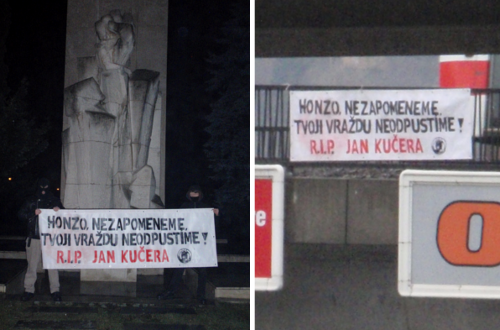 HONZO, NEZAPOMENEME.
TVOJI VRAŽDU NEODPUSTÍME!
R.I.P. JAN KUČERA
HONZO, NEZAPOMENEME.
TVOJI VRAŽDU NEODPUSTÍME!
R.I.P. JAN KUČERA
e
O